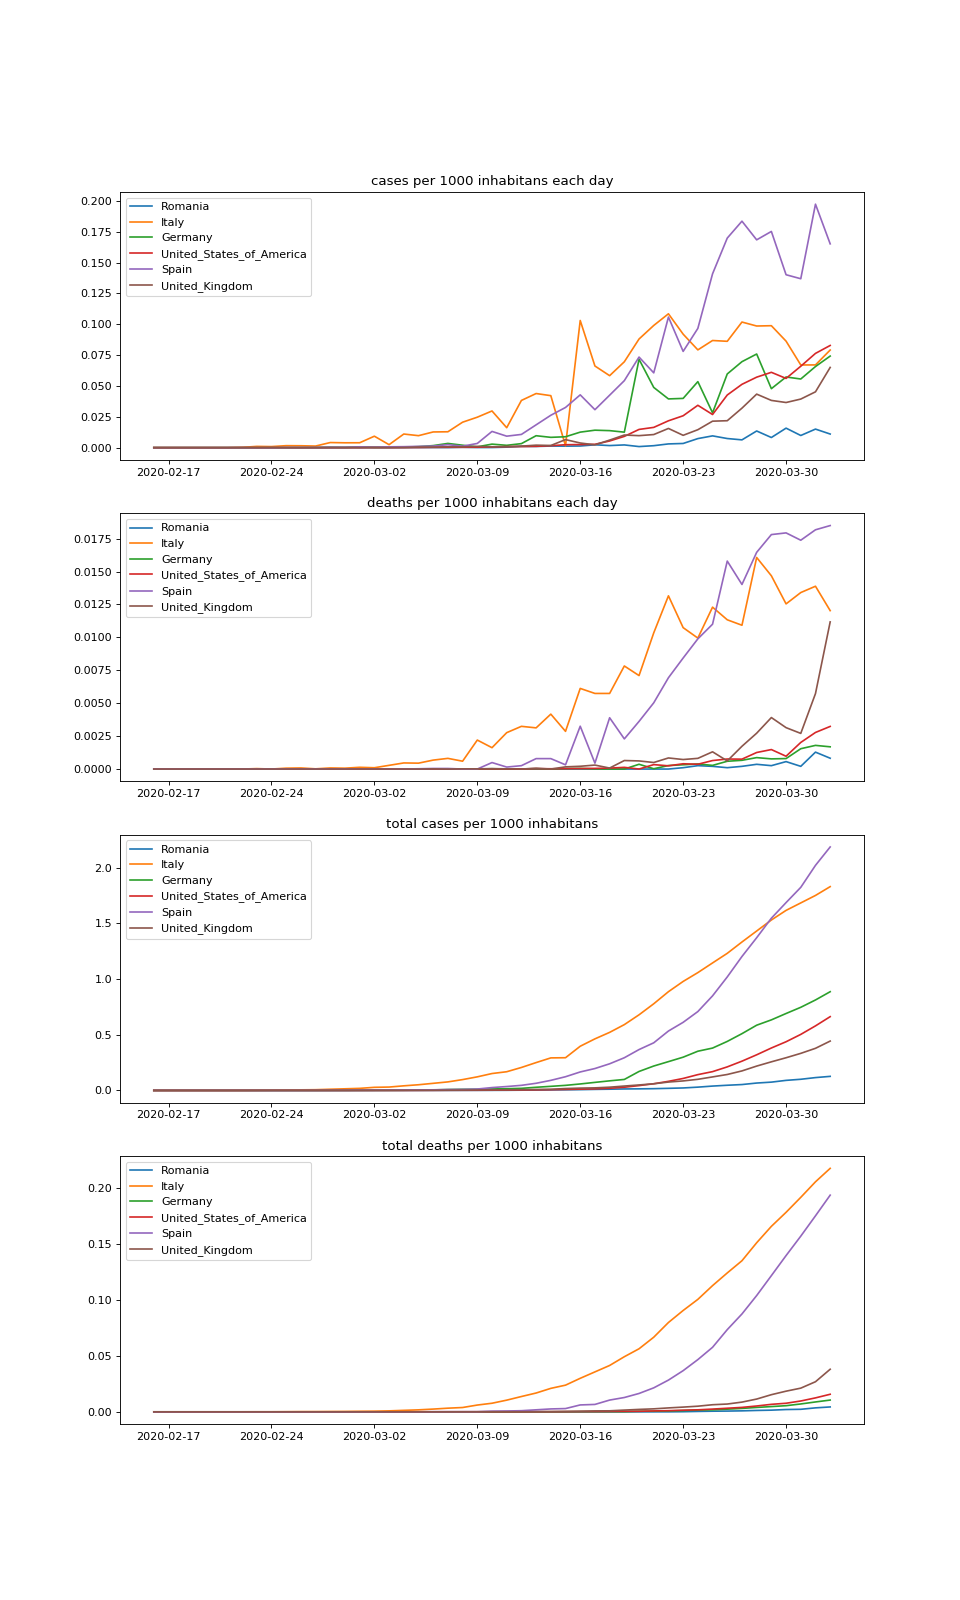 cases per 1000 inhabitans each day
0.200
0.175
0.150
0.125
0.100
0.075
0.050
0.025
0.000
Romania
Italy
Germany
United_States_of_America
Spain
United_Kingdom
2020-02-17 2020-02-24 2020-03-02 2020-03-09 2020-03-16 2020-03-23 2020-03-30
deaths per 1000 inhabitans each day
0.0175
0.0150
0.0125
0.0100
0.0075
0.0050
0.0025
0.0000
Romania
Italy
Germany
United_States_of_America
Spain
United_Kingdom
2020-02-17 2020-02-24 2020-03-02 2020-03-09 2020-03-16 2020-03-23 2020-03-30
total cases per 1000 inhabitans
2.0
1.5
1.0
0.5
0.0
Romania
Italy
Germany
United_States_of_America
Spain
United_Kingdom
2020-02-17 2020-02-24 2020-03-02 2020-03-09 2020-03-16 2020-03-23 2020-03-30
total deaths per 1000 inhabitans
0.20
0.15
0.10
0.05
0.00
Romania
Italy
Germany
United_States_of_America
Spain
United_Kingdom
2020-02-17 2020-02-24 2020-03-02 2020-03-09 2020-03-16 2020-03-23 2020-03-30